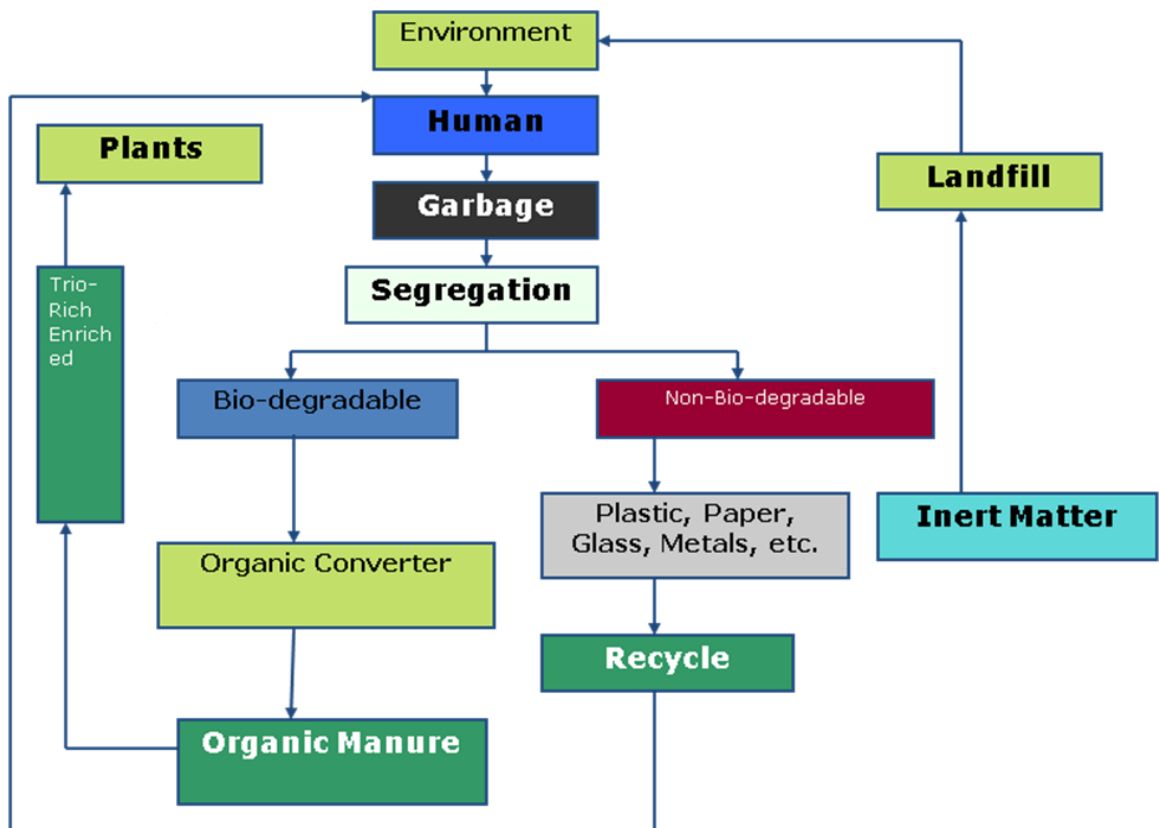 Environment
Human
Plants
Landfill
Garbage
Segregation
Trio-
Rich
Enrich
ed
Bio-degradable
Non-Bio-degradable
Plastic, Paper,
Glass, Metals, etc.
Inert Matter
Organic Converter
Recycle
Organic Manure